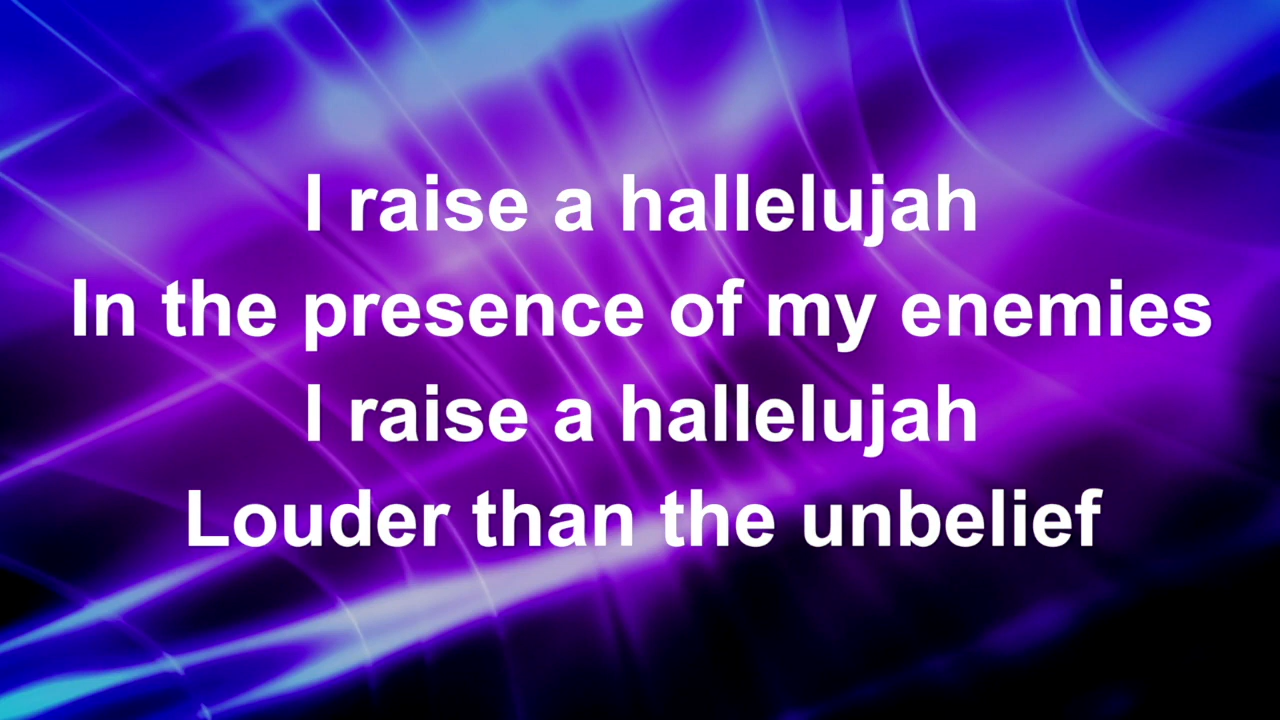 I raise a hallelujah
In the presence of my enemies
I raise a hallelujah
Louder than the unbelief